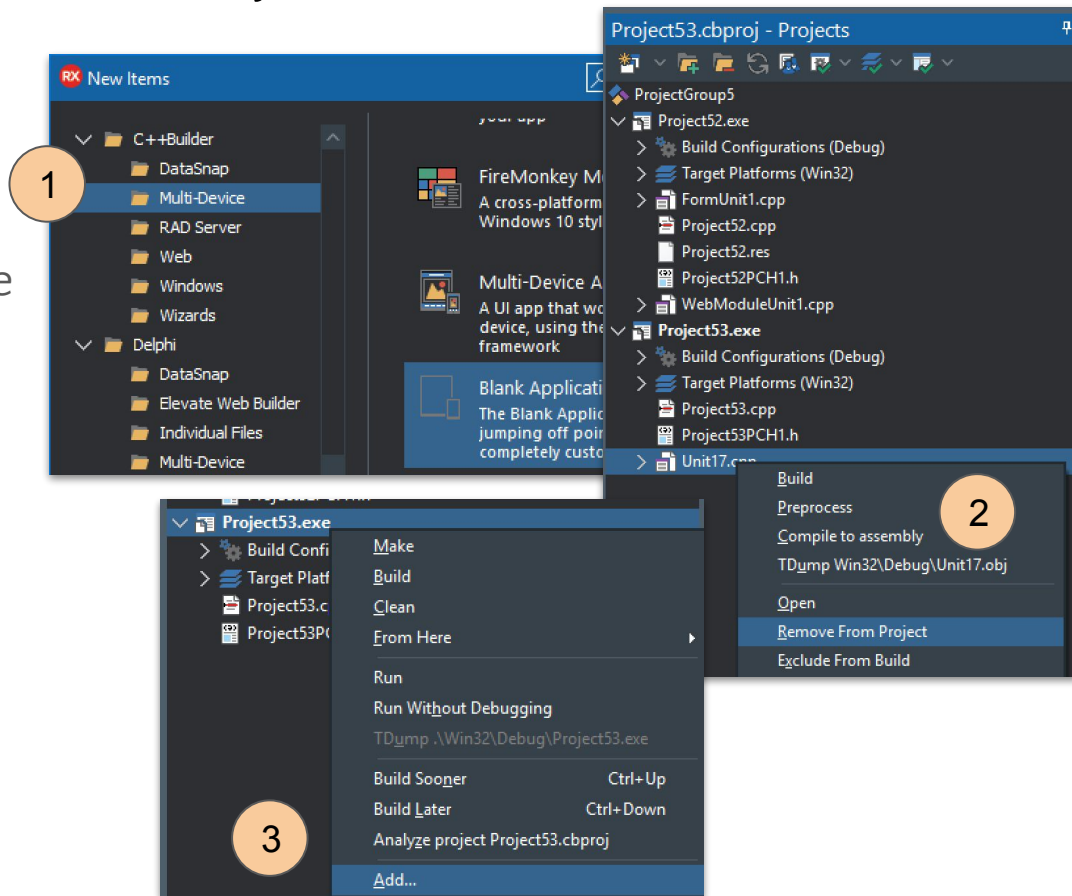 e
RX New Items
C++Builder
DataSnap
Multi-Device
RAD Server
Web
Windows
Wizards
Delphi
DataSnap
Elevate Web Builder
Individual Files
Multi-Device
your app
FireMonkey M
A cross-platform
Windows 10 styl
Multi-Device A
A UI app that wo
device, using the
framework
Blank Applicati
The Blank Applic
jumping off poir
completely custo
1
Project53.cbproj - Projects
ProjectGroup5
Project52.exe
Build Configurations (Debug)
Target Platforms (Win32)
FormUnit1.cpp
Project52.cpp
Project52.res
Project52PCH1.h
WebModuleUnit1.cpp
Project53.exe
Build Configurations (Debug)
Target Platforms (Win32)
Project53.cpp
Project53PCH1.h
Unit17.cpp
Build
Preprocess
Compile to assembly
TDump Win32\Debug\Unit17.obj
Open
Remove From Project
Exclude From Build
2
Project53.exe
Build Confi
Target Platf
Project53.c
Project53P
Make
Build
Clean
From Here
Run
Run Without Debugging
TDump .\Win32\Debug\Project53.exe
Build Sooner Ctrl+Up
Build Later Ctrl+Down
Analyze project Project53.cbproj
Add...
3